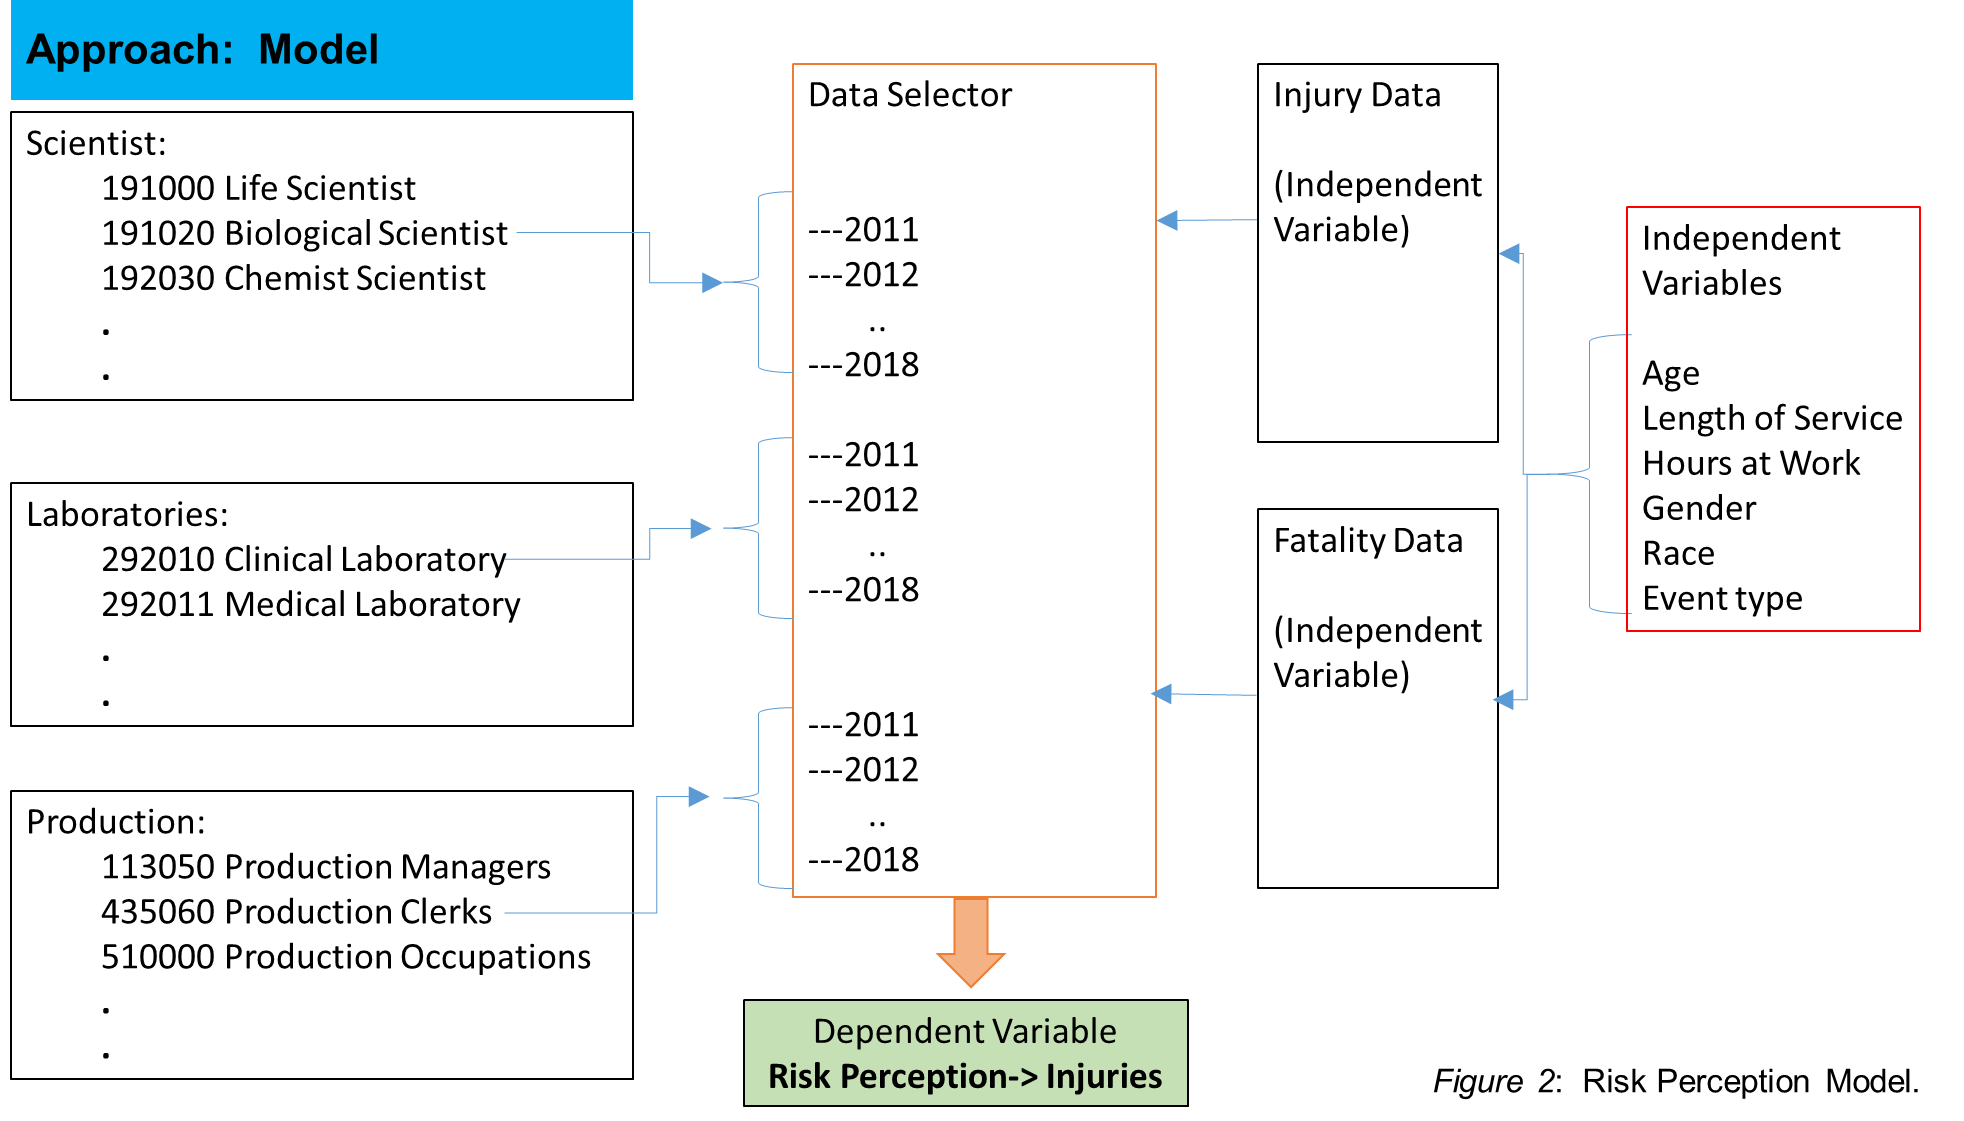 Approach: Model
Scientist:
191000 Life Scientist
191020 Biological Scientist
192030 Chemist Scientist
.
.
Laboratories:
292010 Clinical Laboratory
292011 Medical Laboratory
.
.
Production:
113050 Production Managers
435060 Production Clerks
510000 Production Occupations
.
.
Data Selector
---2011
---2012
..
---2018
---2011
---2012
..
---2018
---2011
---2012
..
---2018
Dependent Variable
Risk Perception-> Injuries
Injury Data
(Independent
Variable)
Fatality Data
(Independent
Variable)
Independent
Variables
Age
Length of Service
Hours at Work
Gender
Race
Event type
Figure 2: Risk Perception Model.